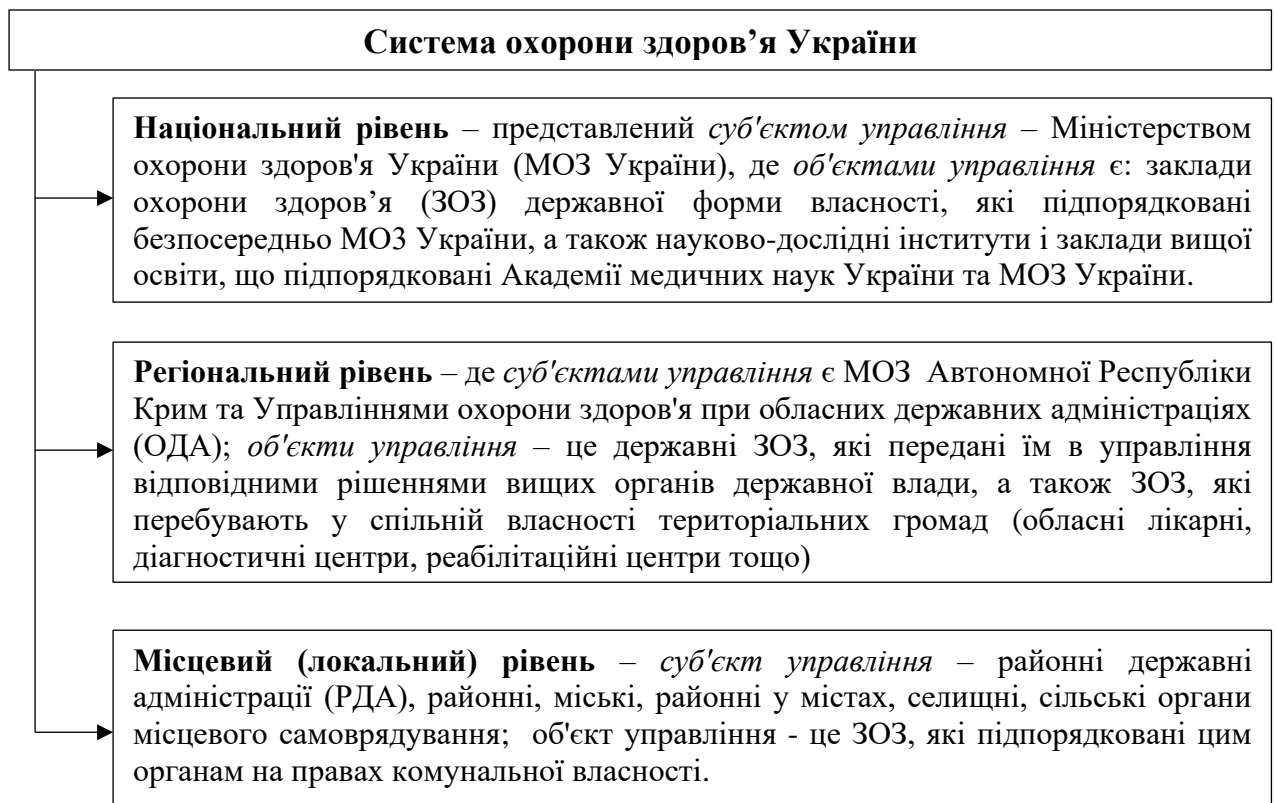 Система охорони здоров’я України
Національний рівень – представлений суб'єктом управління – Міністерством
охорони здоров'я України (МОЗ України), де об'єктами управління є: заклади
охорони здоров’я (ЗОЗ) державної форми власності, які підпорядковані
безпосередньо МОЗ України, а також науково-дослідні інститути і заклади вищої
освіти, що підпорядковані Академії медичних наук України та МОЗ України.
Регіональний рівень – де суб'єктами управління є МОЗ Автономної Республіки
Крим та Управліннями охорони здоров'я при обласних державних адміністраціях
(ОДА); об'єкти управління – це державні ЗОЗ, які передані їм в управління
відповідними рішеннями вищих органів державної влади, а також ЗОЗ, які
перебувають у спільній власності територіальних громад (обласні лікарні,
діагностичні центри, реабілітаційні центри тощо)
Місцевий (локальний) рівень – суб'єкт управління – районні державні
адміністрації (РДА), районні, міські, районні у містах, селищні, сільські органи
місцевого самоврядування; об'єкт управління - це ЗОЗ, які підпорядковані цим
органам на правах комунальної власності.